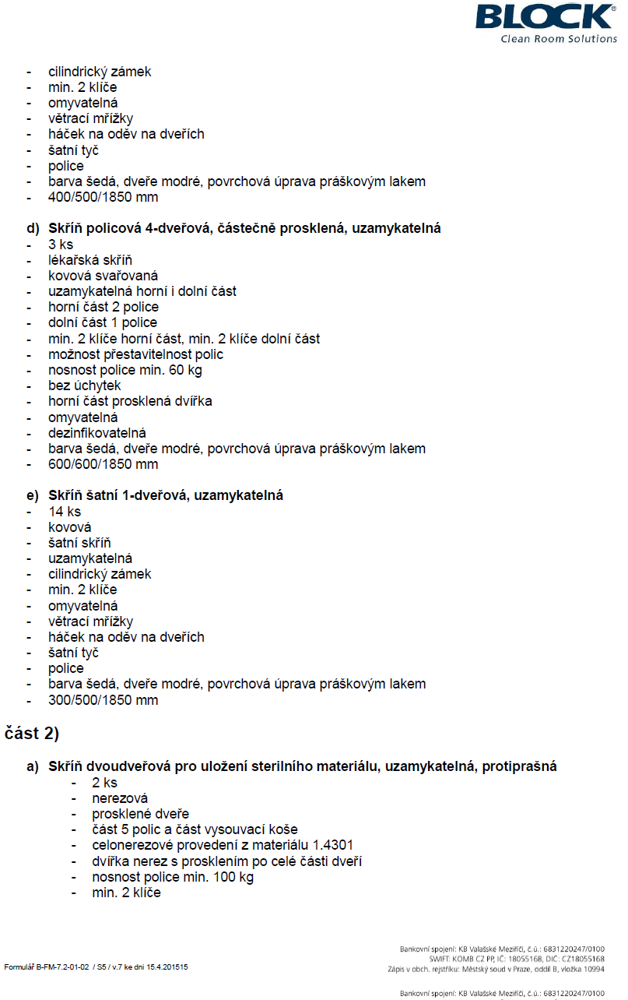 BLOCK®
Clean Room Solutions
- cilindrický zámek
- min. 2 klíče
- omyvatelná
- větrací mřížky
- háček na oděv na dveřích
- šatní tyč
- police
- barva šedá, dveře modré, povrchová úprava práškovým lakem
- 400/500/1850 mm
d) Skříň policová 4-dveřová, částečně prosklená, uzamykatelná
- 3 ks
- lékařská skříň
- kovová svařovaná
- uzamykatelná horní i dolní část
- horní část 2 police
- dolní část 1 police
- min. 2 klíče horní část, min. 2 klíče dolní část
- možnost přestavitelnost polic
- nosnost police min. 60 kg
- bez úchytek
- horní část prosklená dvířka
- omyvatelná
- dezinfikovatelná
- barva šedá, dveře modré, povrchová úprava práškovým lakem
- 600/600/1850 mm
e) Skříň šatní 1-dveřová, uzamykatelná
- 14 ks
- kovová
- šatní skříň
- uzamykatelná
- cilindrický zámek
- min. 2 klíče
- omyvatelná
- větrací mřížky
- háček na oděv na dveřích
- šatní tyč
- police
- barva šedá, dveře modré, povrchová úprava práškovým lakem
- 300/500/1850 mm
část 2)
a) Skříň dvoudveřová pro uložení sterilního materiálu, uzamykatelná, protiprašná
- 2 ks
- nerezová
- prosklené dveře
- část 5 polic a část vysouvací koše
- celonerezové provedení z materiálu 1.4301
- dvířka nerez s prosklením po celé části dveří
- nosnost police min. 100 kg
- min. 2 klíče
Bankovní spojení: KB Valašské Meziříčí, č.ú.: 6831220247/0100
SWIFT: KOMB CZ PP, IČ: 18055168, DIČ: CZ18055168
Formulář B-FM-7.2-01-02 / S5 / v.7 ke dni 15.4.201515
Zápis v obch. rejstříku: Městský soud v Praze, oddíl B, vložka 10994
Bankovní spojení: KB Valašské Meziříčí, č.ú.: 6831220247/0100